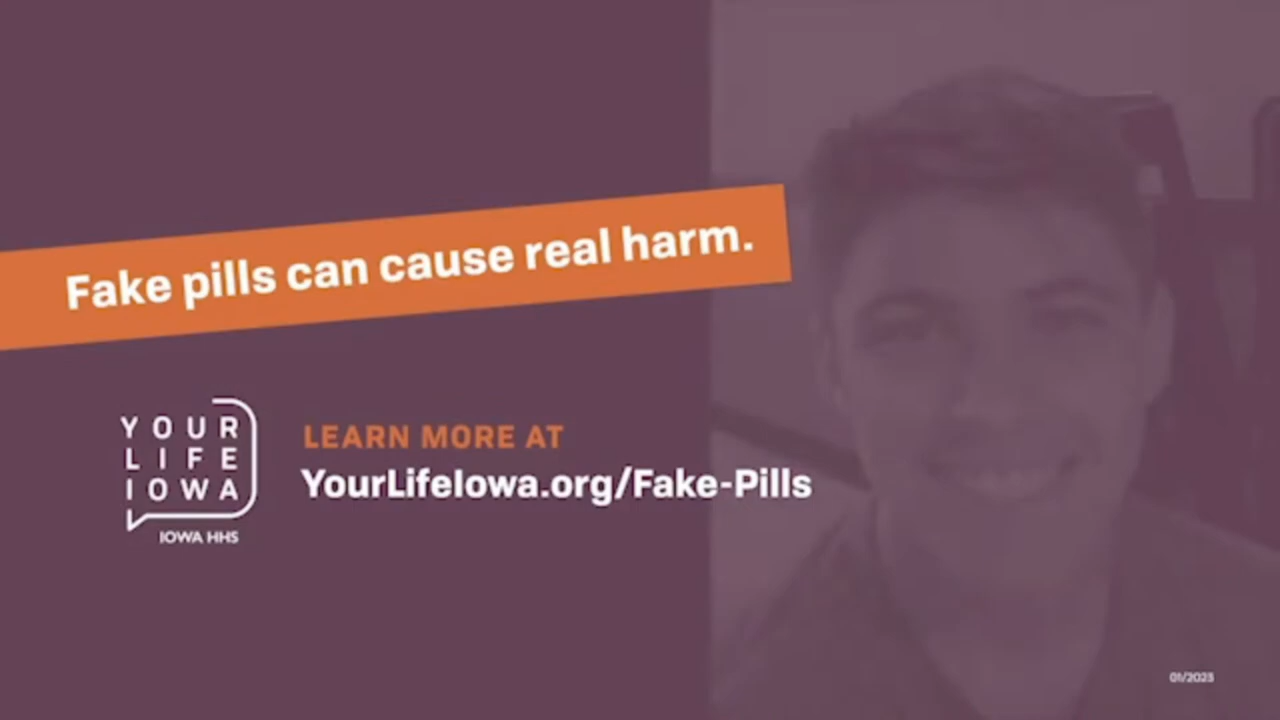 Fake pills can cause real harm.
YOUR
LIFE
IOWA
IOWA HHS
LEARN MORE AT
YourLifeIowa.org/Fake-Pills
01/2023